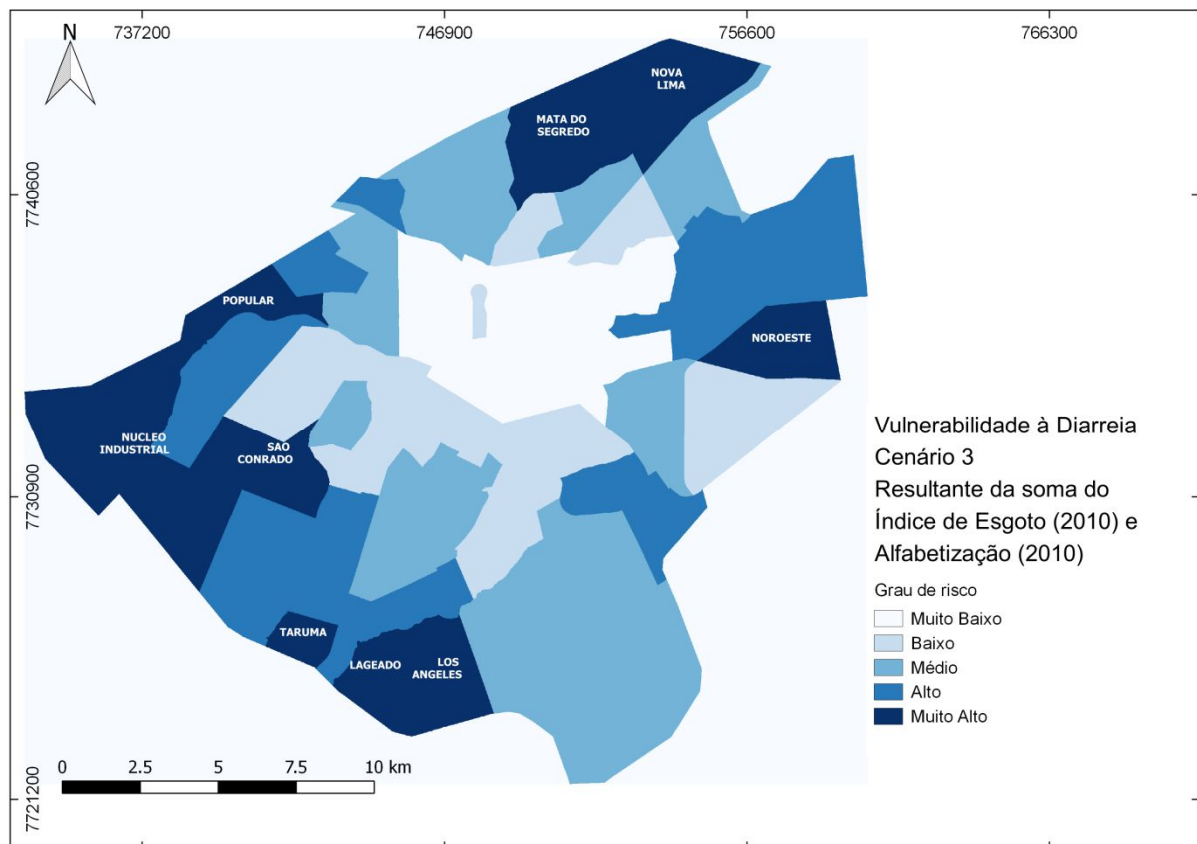 737200
746900
756600
766300
N
NOVA
LIMA
MATA DO
SEGREDO
7740600
POPULAR
NOROESTE
NUCLEO
INDUSTRIAL
SAO
CONRADO
7730900
TARUMA
LAGEADO
LOS
ANGELES
7721200
0 2.5 5 7.5 10 km
Vulnerabilidade à Diarreia
Cenário 3
Resultante da soma do
Índice de Esgoto (2010) e
Alfabetização (2010)
Grau de risco
Muito Baixo
Baixo
Médio
Alto
Muito Alto